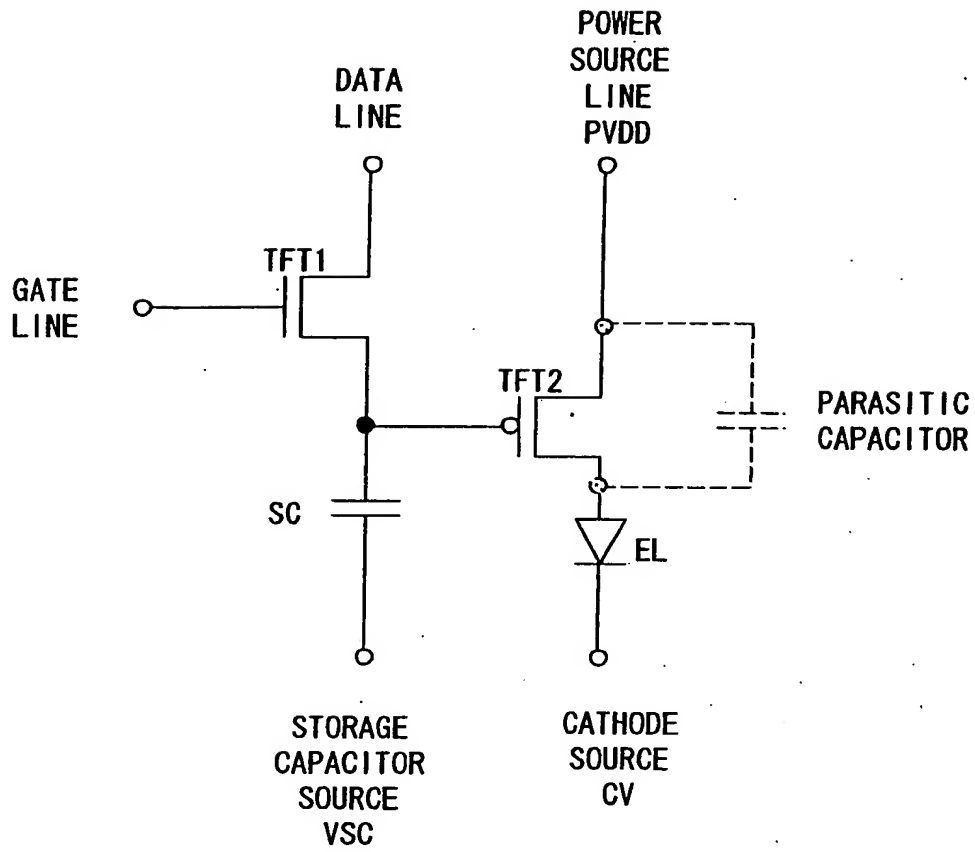 POWER
SOURCE
LINE
PVDD
DATA
LINE
TFT1
GATE
LINE
TFT2
PARASITIC
CAPACITOR
SC
EL
STORAGE
CAPACITOR
SOURCE
VSC
CATHODE
SOURCE
CV